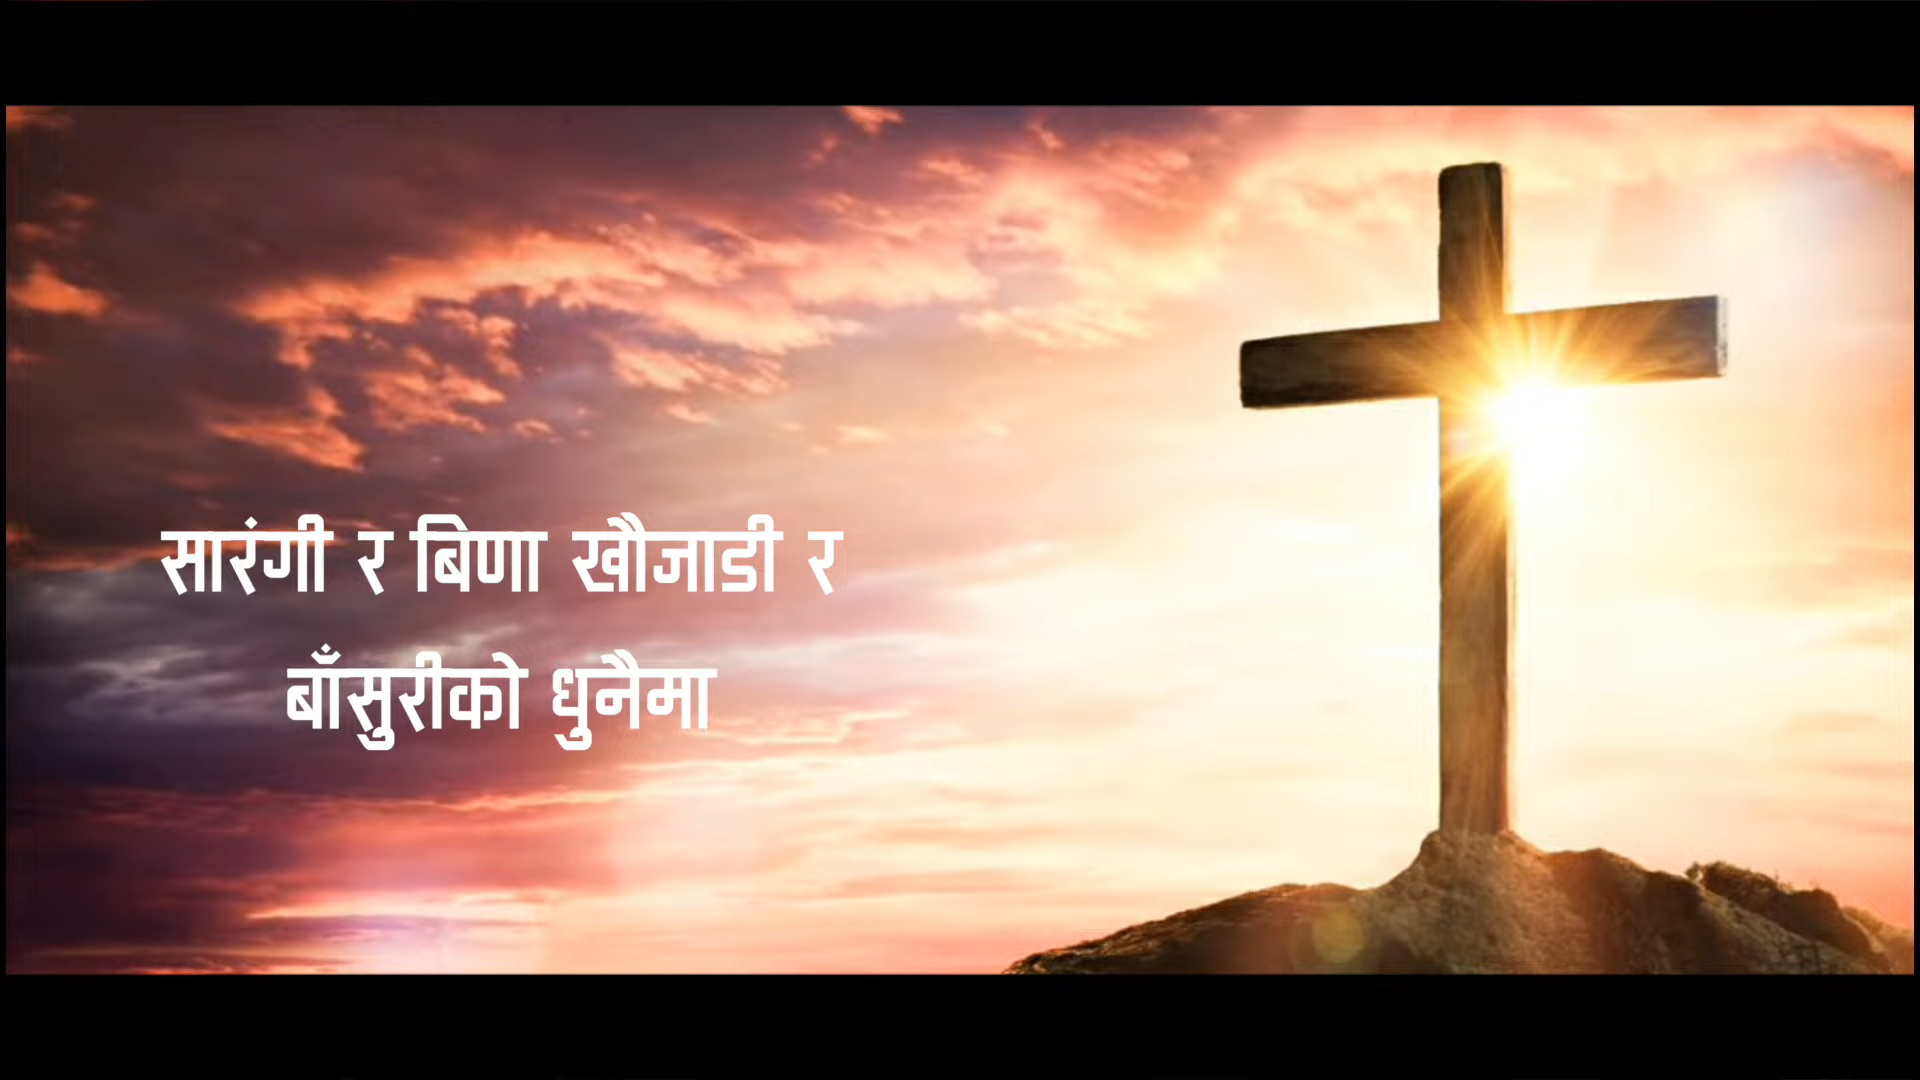 सारंगी र बिणा खौजाडी र
बाँसुरीको धुनैमा